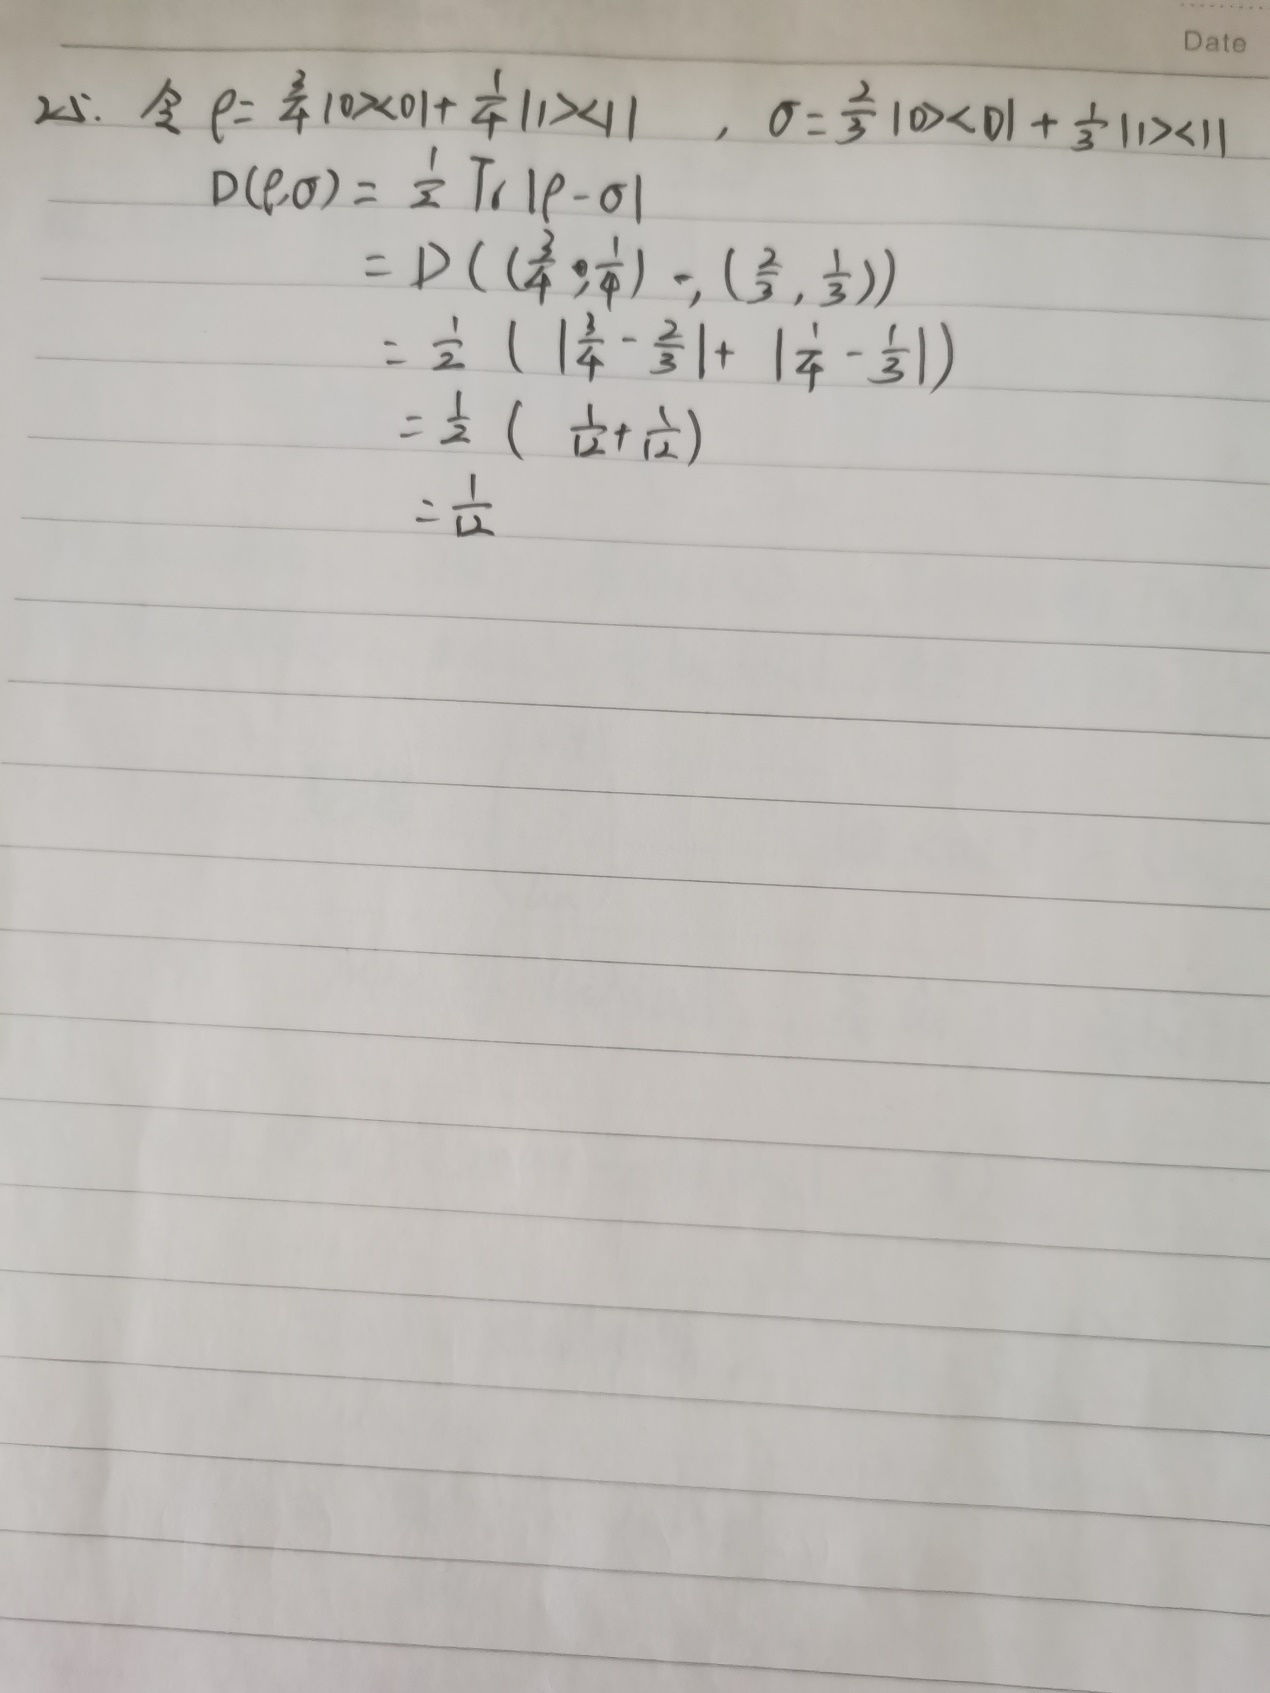 Date
25. 令 ρ= 3/4 |0><0|+ 1/4 |1><1| , σ= 2/3 |0><0| + 1/3 |1><1|
D(ρ,σ) = 1/2 Tr |ρ-σ|
= D ( (3/4 , 1/4) , (2/3 , 1/3) )
= 1/2 ( |3/4 - 2/3| + |1/4 - 1/3| )
= 1/2 ( 1/12 + 1/12 )
= 1/12